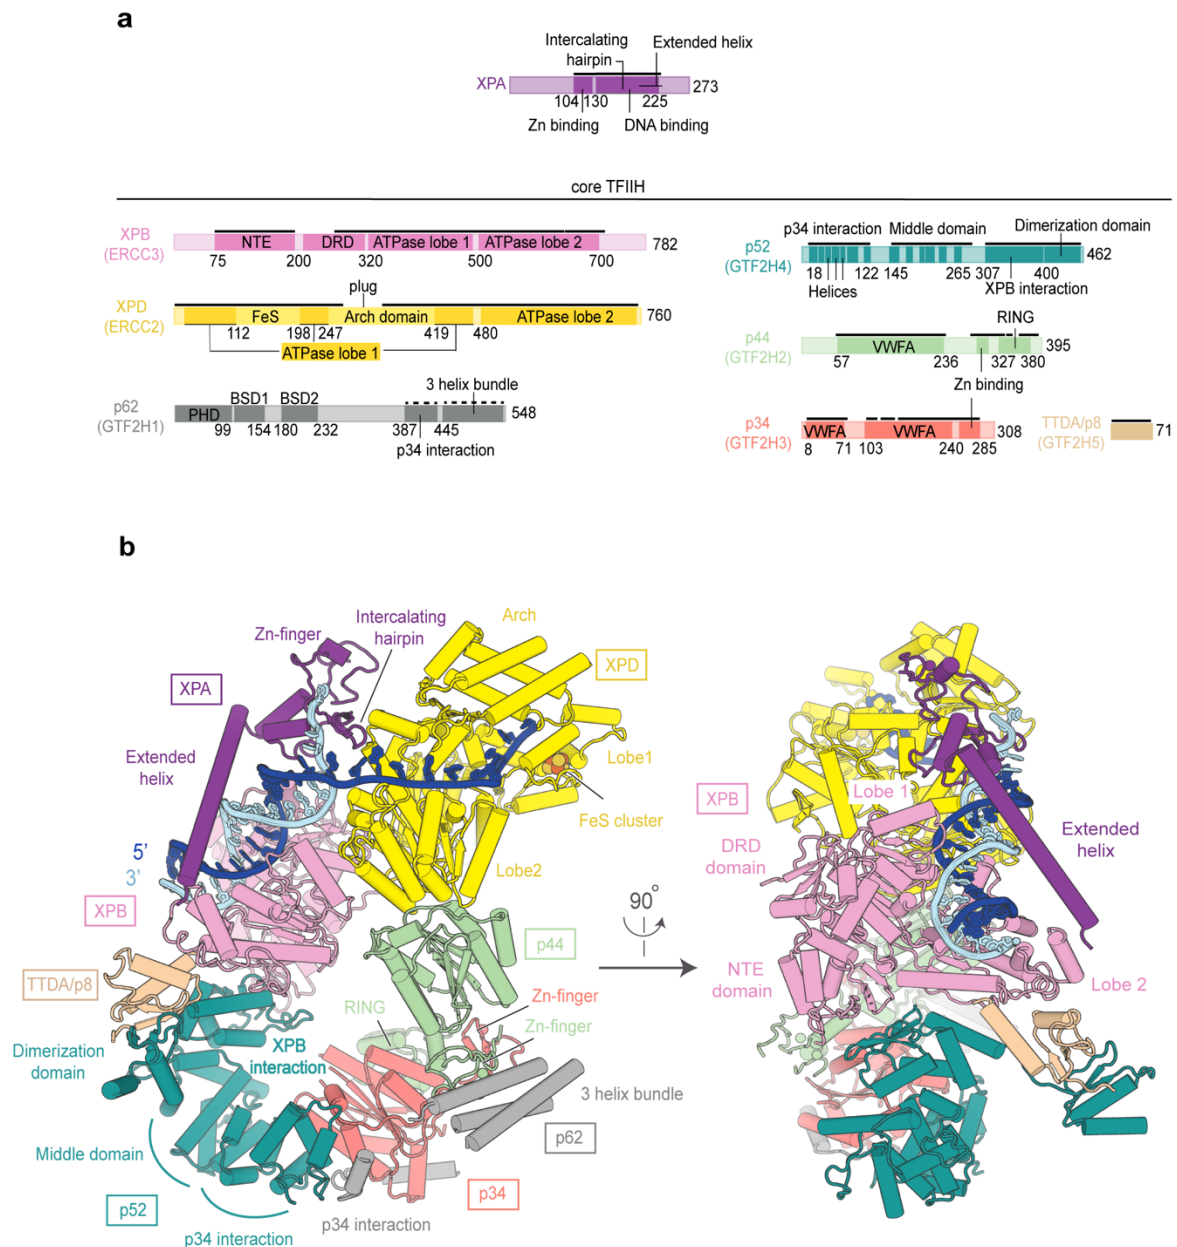 a
Intercalating
hairpin
Extended helix
XPA
273
104 130 225
Zn binding
DNA binding
core TFIIH
XPB
(ERCC3)
NTE
DRD
ATPase lobe 1
ATPase lobe 2
782
75 200 320 500 700
plug
XPD
(ERCC2)
FeS
Arch domain
ATPase lobe 2
760
112 198 247 419 480
ATPase lobe 1
3 helix bundle
BSD1 BSD2
p62
(GTF2H1)
PHD
548
99 154 180 232 387 445
p34 interaction
Dimerization domain
p34 interaction Middle domain
p52
(GTF2H4)
462
18 122 145 265 307 400
Helices
XPB interaction
RING
p44
(GTF2H2)
VWFA
395
57 236 327 380
Zn binding
p34
(GTF2H3)
VWFA
VWFA
308
8 71 103 240 285
TTDA/p8
(GTF2H5)
71
b
Zn-finger
Intercalating
hairpin
Arch
XPD
XPA
Extended
helix
Lobe1
FeS cluster
5’
3’
Lobe2
XPB
p44
TTDA/p8
RING
Zn-finger
Zn-finger
Dimerization
domain
XPB
interaction
3 helix bundle
p62
Middle domain
p52
p34
p34 interaction
p34 interaction
90°
XPB
Lobe 1
DRD
domain
Extended
helix
NTE
domain
Lobe 2